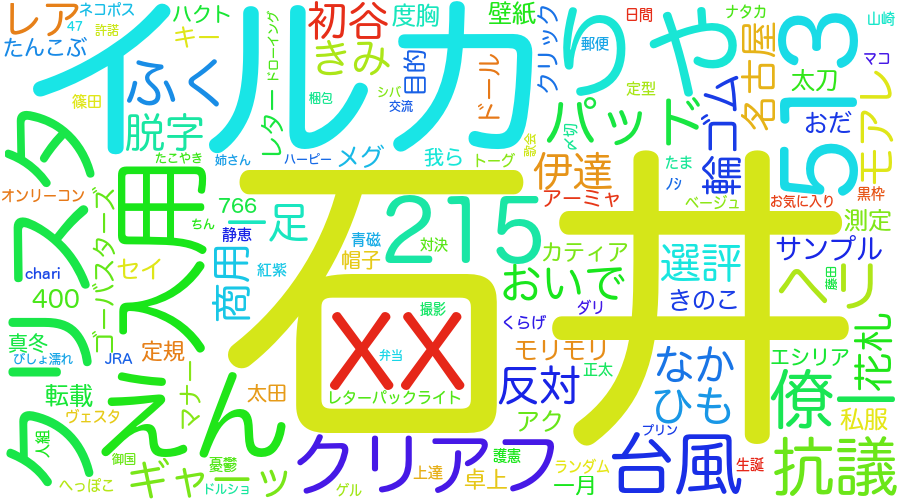 レア
ネコポス
47
許諾
たんこぶ
イルカ
ハクト
キー
ドローイング
レター
初谷
きみ
度胸
目的
壁紙
ドール
クリック
日間
郵便
りや
ナタカ
山崎
513
マコ
名古屋
太刀
モアレ
ふく
篠田
脱字
梱包
シバ
交流
定型
パッド
〆切
輪ゴム
おだ
歌会
リスタ
タ
入用
たこやき
姉さん
ハーピー
メグ
我ら
トーグ
伊達
たま
ﾉｼ
黒枠
オンリーコン
ゴーバスターズ
ちん
766
一足
静恵
石井
215
アーミヤ
ベージュ
お気に入り
測定
chari
セイ
商用
青磁
帽子
紅紫
対決
カティア
選評
サンプル
藤田
400
おいで
ダリ
きのこ
ヘリ
真冬
びしょ濡れ
JRA
定規
撮影
xx
弁当
くらげ
モリモリ
正太
なか
エシリア
花札
転載
マナー
太田
レターパックライト
反対
ひも
僚
ヴェスタ
えん
アク
私服
人組
御国
憂鬱
クリアフ
護憲
プリン
台風
抗議
へっぽこ
ギャーッ
ドルショ
ゲル
上達
卓上
ランダム
一月
生誕